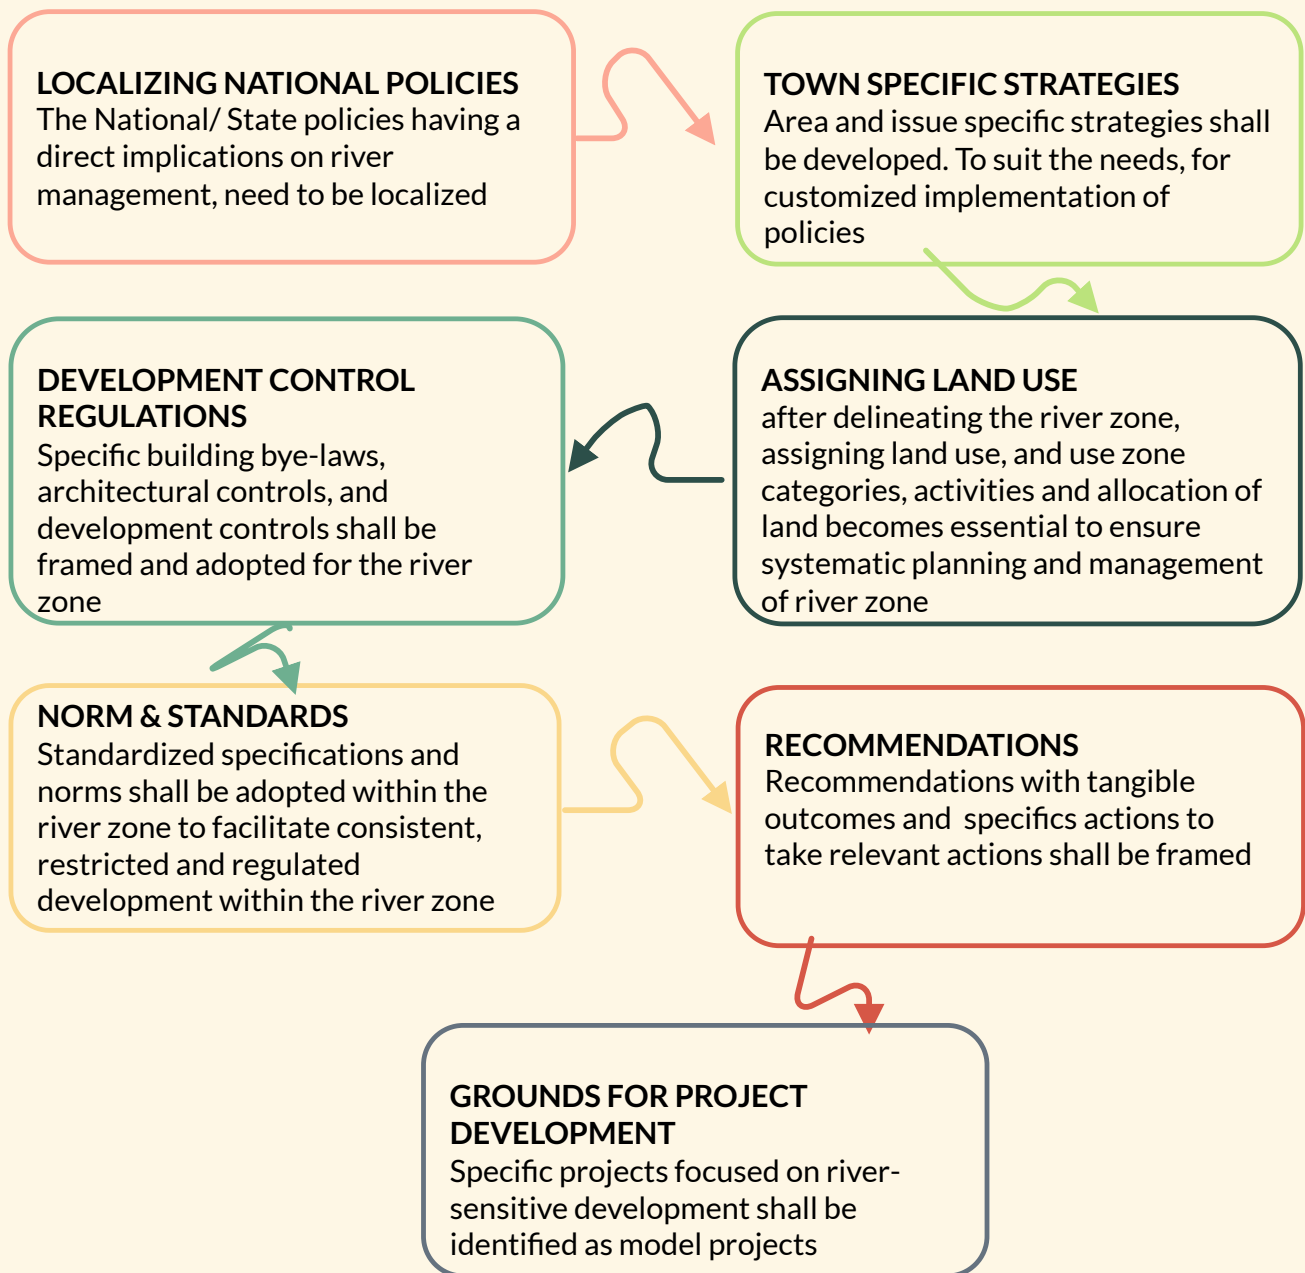 LOCALIZING NATIONAL POLICIES
The National/ State policies having a
direct implications on river
management, need to be localized
TOWN SPECIFIC STRATEGIES
Area and issue specific strategies shall
be developed. To suit the needs, for
customized implementation of
policies
ASSIGNING LAND USE
after delineating the river zone,
assigning land use, and use zone
categories, activities and allocation of
land becomes essential to ensure
systematic planning and management
of river zone
DEVELOPMENT CONTROL
REGULATIONS
Specific building bye-laws,
architectural controls, and
development controls shall be
framed and adopted for the river
zone
NORM & STANDARDS
Standardized specifications and
norms shall be adopted within the
river zone to facilitate consistent,
restricted and regulated
development within the river zone
RECOMMENDATIONS
Recommendations with tangible
outcomes and  specifics actions to
take relevant actions shall be framed
GROUNDS FOR PROJECT
DEVELOPMENT
Specific projects focused on river-
sensitive development shall be
identified as model projects